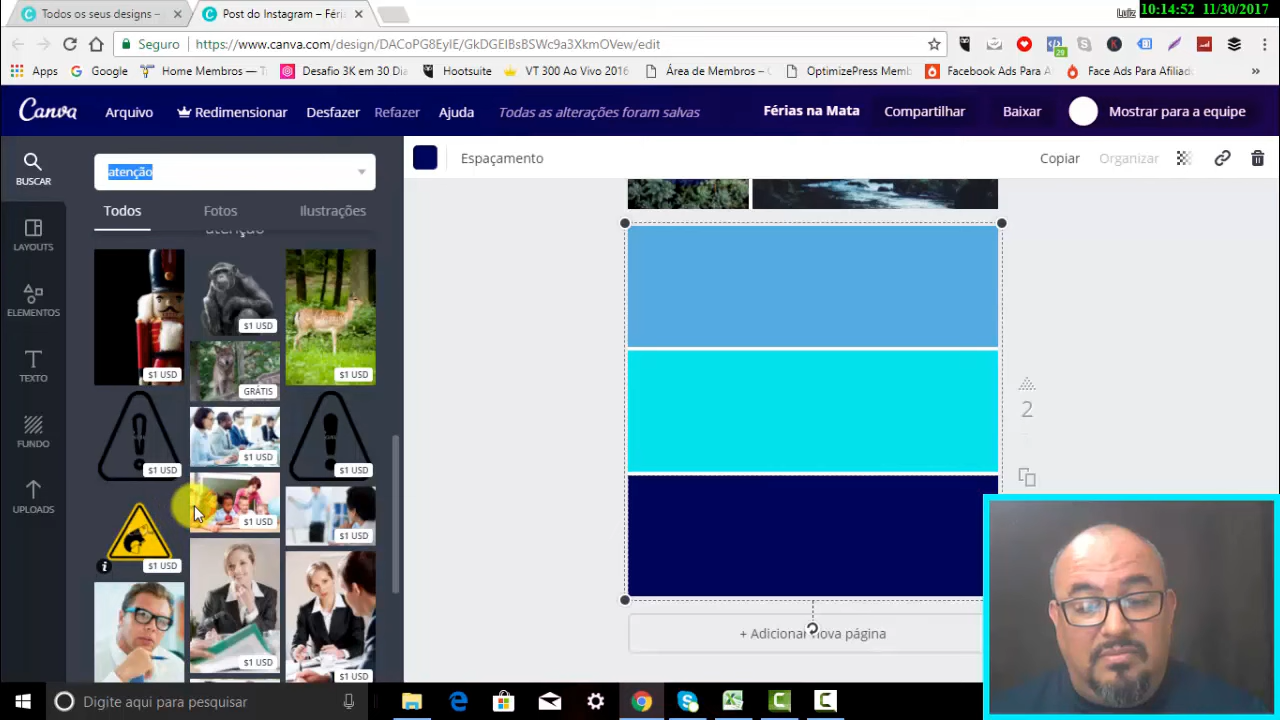 Todos os seus designs –
Post do Instagram – Féria
Luiz
10:14:52 11/30/2017
Seguro
https://www.canva.com/design/DACoPG8EyIE/GkDGEIBsBSWc9a3XkmOVew/edit
29
Apps
Google
Home Membros —
Desafio 3K em 30 Dia
Hootsuite
VT 300 Ao Vivo 2016
Área de Membros –
OptimizePress Memb
Facebook Ads Para A
Face Ads Para Afiliad
»
Canva
Arquivo
Redimensionar
Desfazer
Refazer
Ajuda
Todas as alterações foram salvas
Férias na Mata
Compartilhar
Baixar
Mostrar para a equipe
BUSCAR
atenção
Espaçamento
Copiar
Organizar
Todos
Fotos
Ilustrações
LAYOUTS
atenção
ELEMENTOS
$1 USD
$1 USD
$1 USD
TEXTO
GRÁTIS
2
FUNDO
$1 USD
$1 USD
$1 USD
UPLOADS
$1 USD
$1 USD
$1 USD
$1 USD
$1 USD
+ Adicionar nova página
Digite aqui para pesquisar